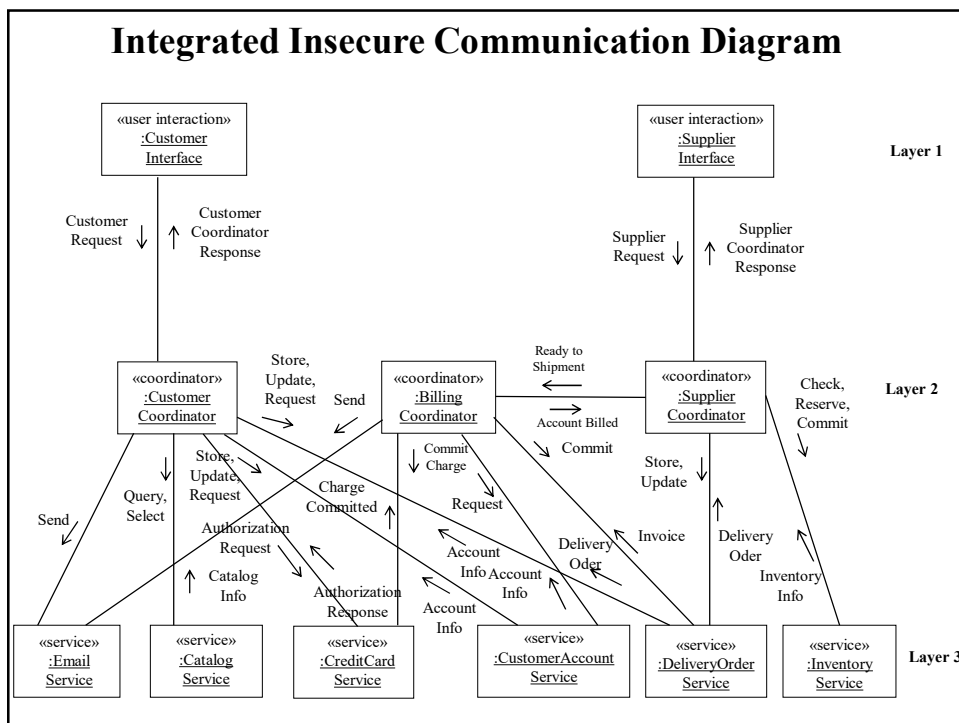 Integrated Insecure Communication Diagram
«user interaction»
:Customer
Interface
«user interaction»
:Supplier
Interface
Layer 1
Customer
Request
Customer
Coordinator
Response
Supplier
Request
Supplier
Coordinator
Response
«coordinator»
:Customer
Coordinator
Store,
Update,
Request
Send
«coordinator»
:Billing
Coordinator
Ready to
Shipment
Account Billed
«coordinator»
:Supplier
Coordinator
Check,
Reserve,
Commit
Layer 2
Send
Query,
Select
Store,
Update,
Request
Charge
Committed
Commit
Charge
Request
Commit
Store,
Update
Authorization
Request
Catalog
Info
Authorization
Response
Account
Info
Account
Info
Account
Info
Delivery
Oder
Invoice
Delivery
Oder
Inventory
Info
«service»
:Email
Service
«service»
:Catalog
Service
«service»
:CreditCard
Service
«service»
:CustomerAccount
Service
«service»
:DeliveryOrder
Service
«service»
:Inventory
Service
Layer 3